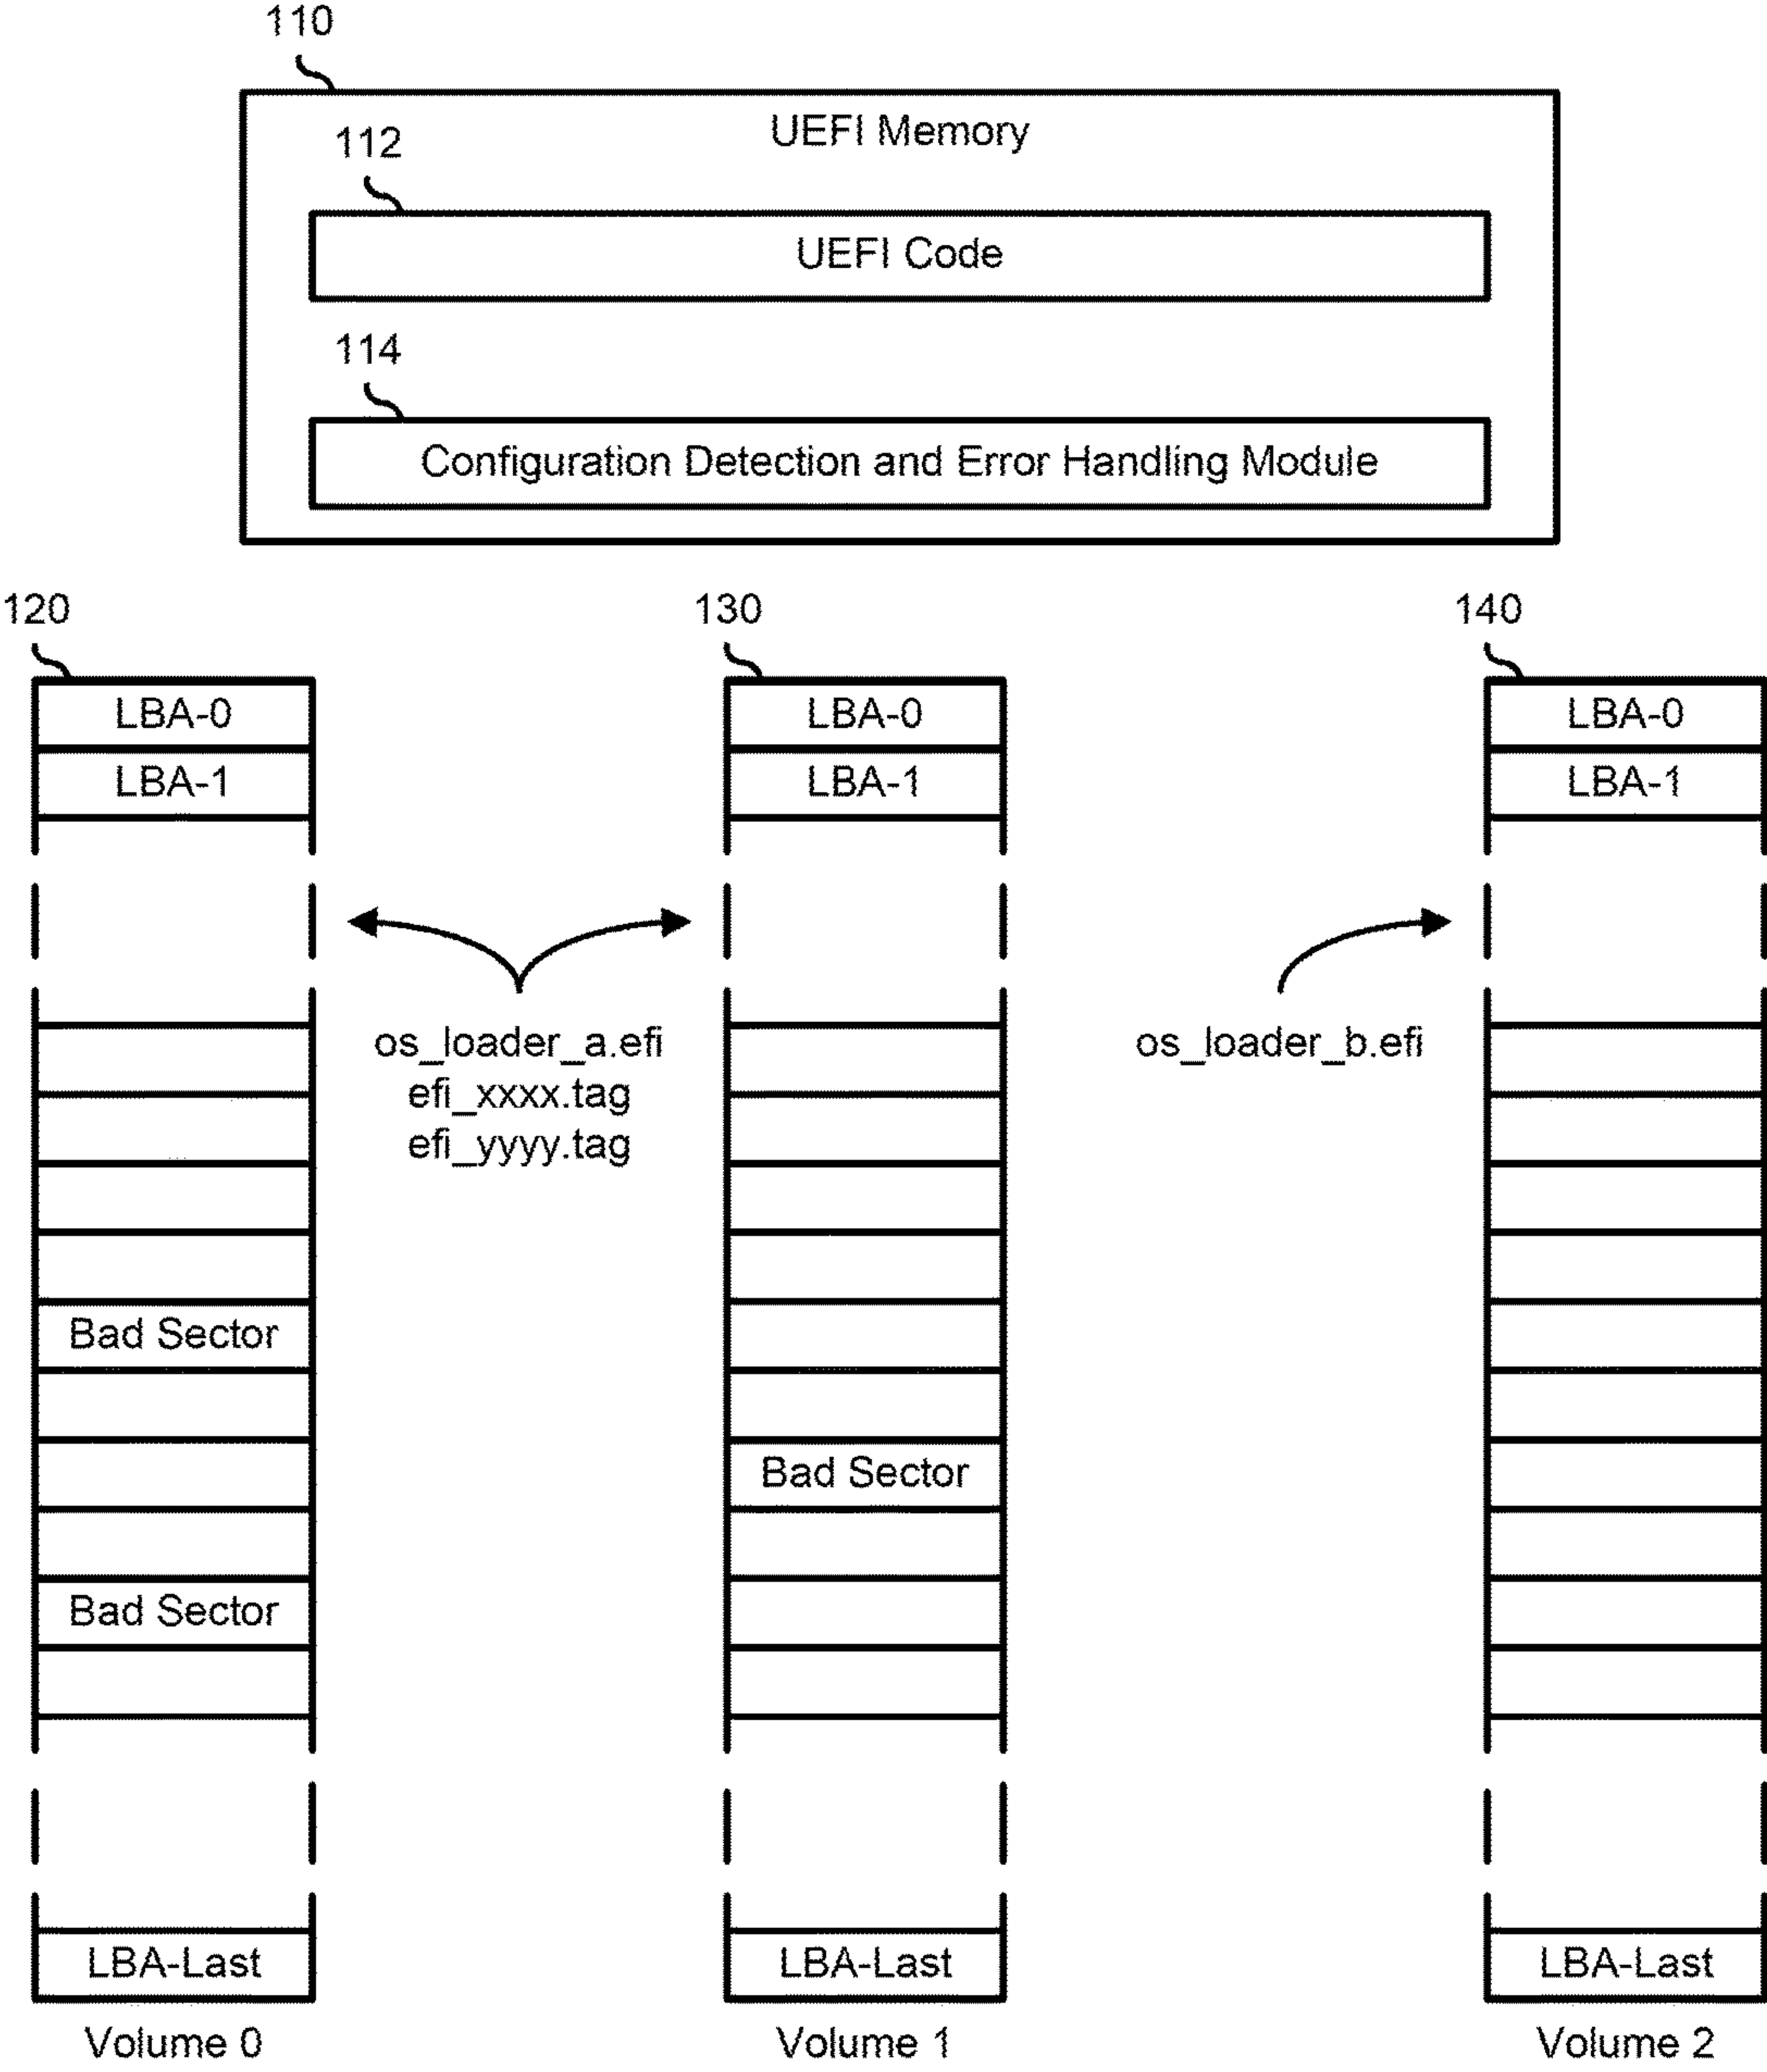 110
UEFI Memory
112
UEFI Code
114
Configuration Detection and Error Handling Module
120
130
140
LBA-0
LBA-0
LBA-0
LBA-1
LBA-1
LBA-1
os_loader_a.efi
efi_xxxx.tag
efi_yyyy.tag
os_loader_b.efi
Bad Sector
Bad Sector
Bad Sector
LBA-Last
LBA-Last
LBA-Last
Volume 0
Volume 1
Volume 2